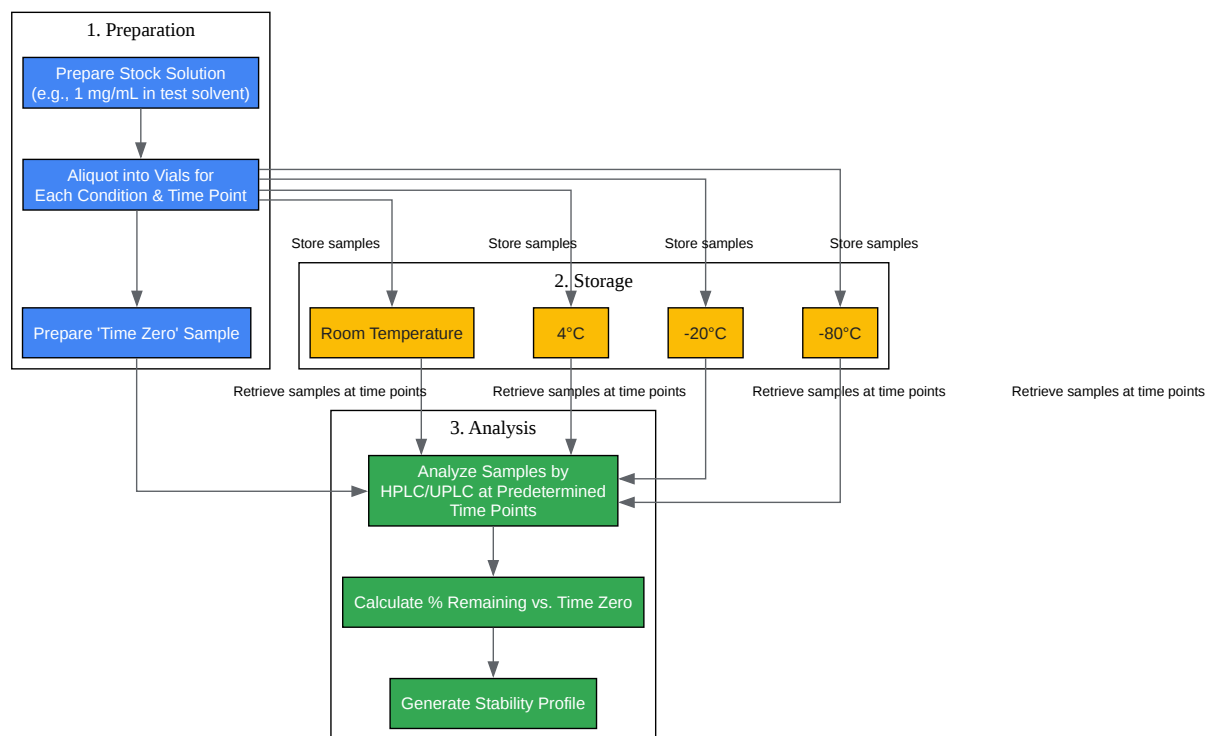 1. Preparation
Prepare Stock Solution
(e.g., 1 mg/mL in test solvent)
Aliquot into Vials for
Each Condition & Time Point
Prepare 'Time Zero' Sample
Store samples
Store samples
Store samples
Store samples
2. Storage
Room Temperature
4°C
-20°C
-80°C
Retrieve samples at time points
Retrieve samples at time points
Retrieve samples at time points
Retrieve samples at time points
3. Analysis
Analyze Samples by
HPLC/UPLC at Predetermined
Time Points
Calculate % Remaining vs. Time Zero
Generate Stability Profile